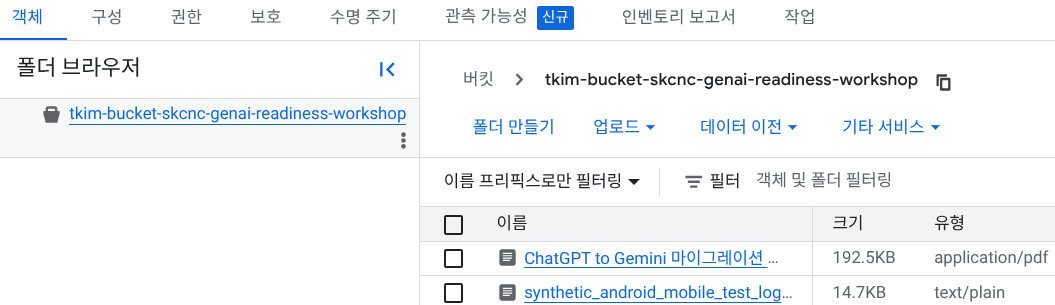 객체 구성 권한 보호 수명 주기 관측 가능성 신규 인벤토리 보고서 작업
폴더 브라우저
tkim-bucket-skcnc-genai-readiness-workshop
버킷 tkim-bucket-skcnc-genai-readiness-workshop
폴더 만들기 업로드 데이터 이전 기타 서비스
이름 프리픽스로만 필터링 필터 객체 및 폴더 필터링
이름 크기 유형
ChatGPT to Gemini 마이그레이션 ... 192.5KB application/pdf
synthetic_android_mobile_test_log... 14.7KB text/plain